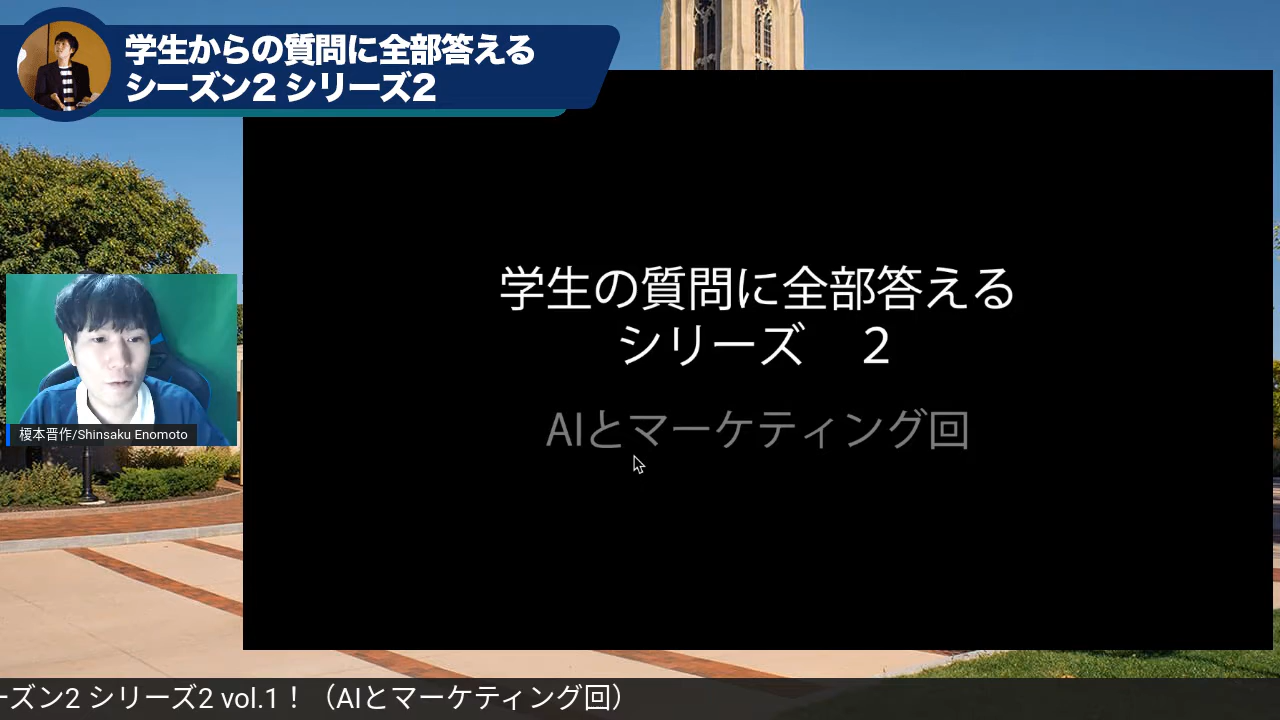 学生からの質問に全部答える
シーズン2 シリーズ2
学生の質問に全部答える
シリーズ　２
AIとマーケティング回
榎本晋作/Shinsaku Enomoto
ーズン2 シリーズ2 vol.1！（AIとマーケティング回）